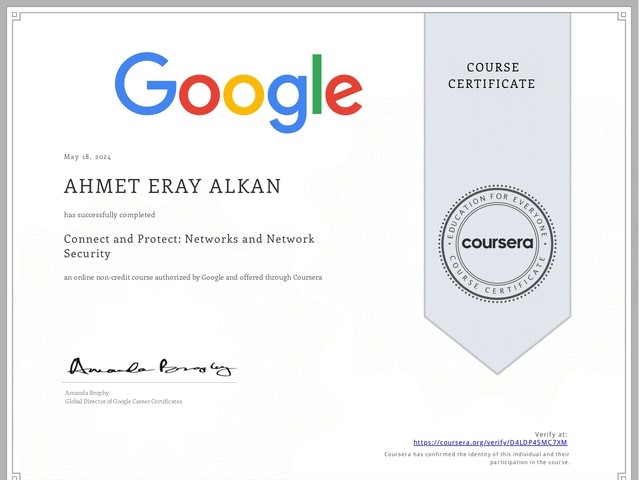 Google
COURSE
CERTIFICATE
May 18, 2024
AHMET ERAY ALKAN
has successfully completed
Connect and Protect: Networks and Network
Security
an online non-credit course authorized by Google and offered through Coursera
EDUCATION FOR EVERYONE
coursera
COURSE CERTIFICATE
Amanda Brophy
Amanda Brophy
Global Director of Google Career Certificates
Verify at:
https://coursera.org/verify/D4LDP4SMC7XM
Coursera has confirmed the identity of this individual and their
participation in the course.